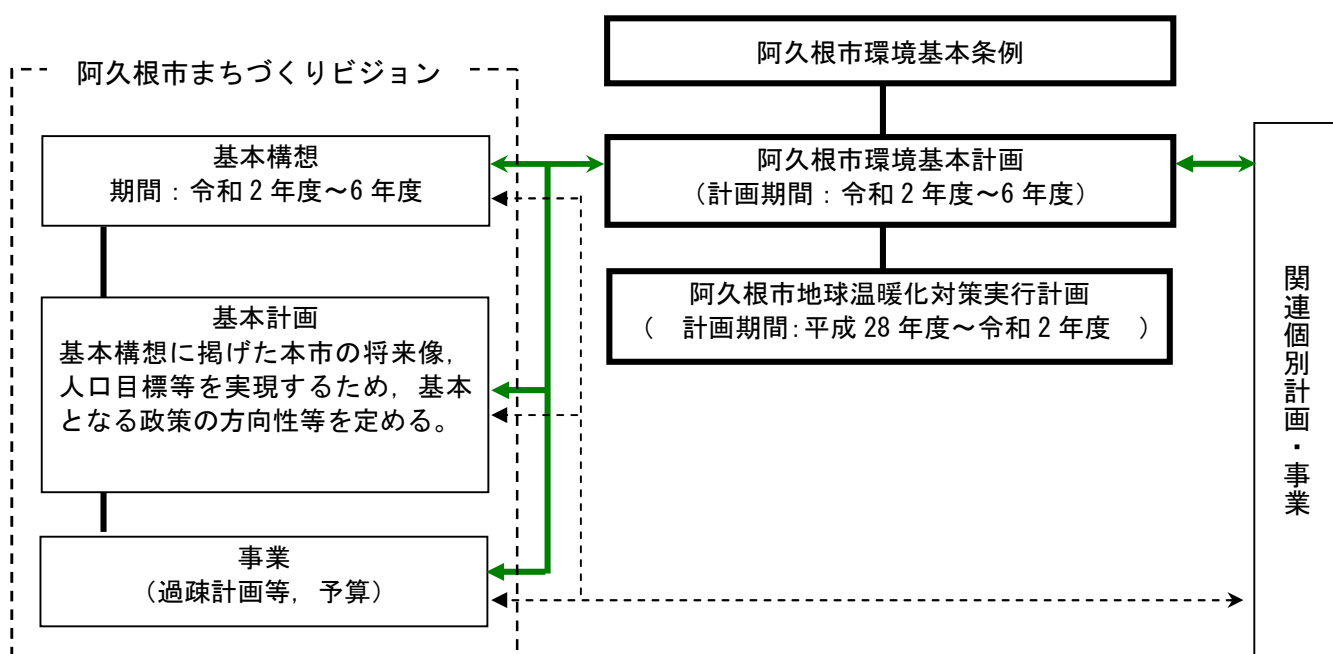 阿久根市環境基本条例
阿久根市まちづくりビジョン
基本構想
期間：令和２年度～6 年度
阿久根市環境基本計画
（計画期間：令和２年度～6 年度）
阿久根市地球温暖化対策実行計画
（　計画期間：平成 28 年度～令和２年度　）
基本計画
基本構想に掲げた本市の将来像，
人口目標等を実現するため，基本
となる政策の方向性等を定める。
事業
（過疎計画等，予算）
関連個別計画・事業